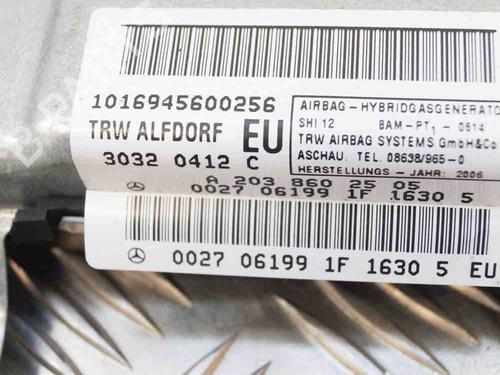 1016945600256
TRW ALFDORF EU
3032 0412 C
AIRBAG - HYBRIDGASGENERATO
SHI 12 BAM-PT1 - 0614
TRW AIRBAG SYSTEMS GmbH&Co
ASCHAU. TEL. 08638/965-0
HERSTELLUNGS - JAHR: 2006
A 203 860 25 05
0027 06199 1F 1630 5
0027 06199 1F 1630 5 EU